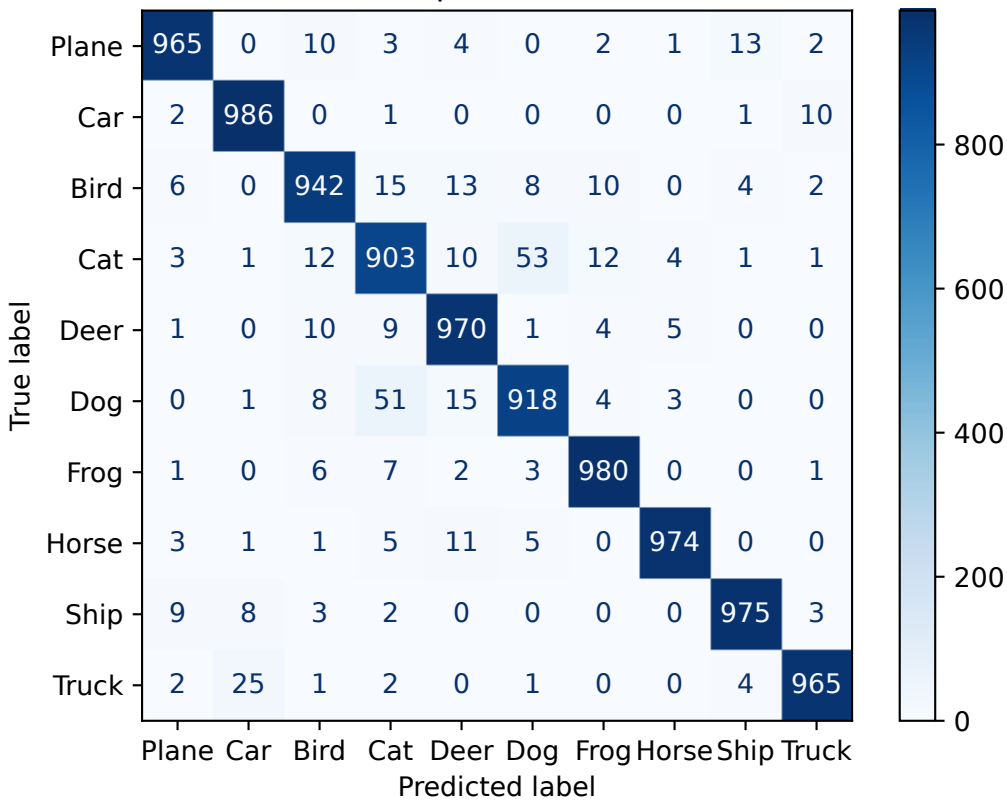 Plane 965 0 10 3 4 0 2 1 13 2
Car 2 986 0 1 0 0 0 0 1 10
Bird 6 0 942 15 13 8 10 0 4 2
Cat 3 1 12 903 10 53 12 4 1 1
Deer 1 0 10 9 970 1 4 5 0 0
Dog 0 1 8 51 15 918 4 3 0 0
Frog 1 0 6 7 2 3 980 0 0 1
Horse 3 1 1 5 11 5 0 974 0 0
Ship 9 8 3 2 0 0 0 0 975 3
Truck 2 25 1 2 0 1 0 0 4 965
Plane Car Bird Cat Deer Dog Frog Horse Ship Truck
Predicted label
True label
800
600
400
200
0